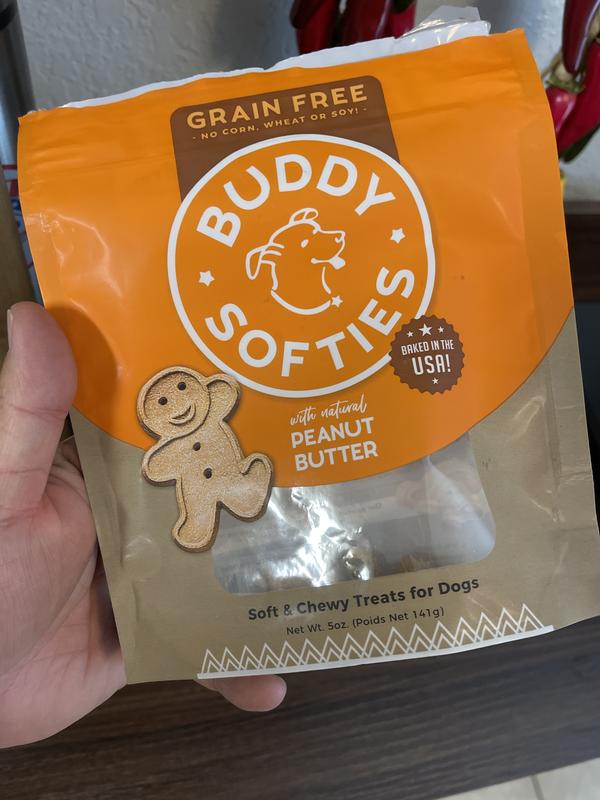 GRAIN FREE
- NO CORN, WHEAT OR SOY! -
BUDDY
SOFTIES
BAKED IN THE
USA!
with natural
PEANUT
BUTTER
Soft & Chewy Treats for Dogs
Net Wt. 5oz. (Poids Net 141g)